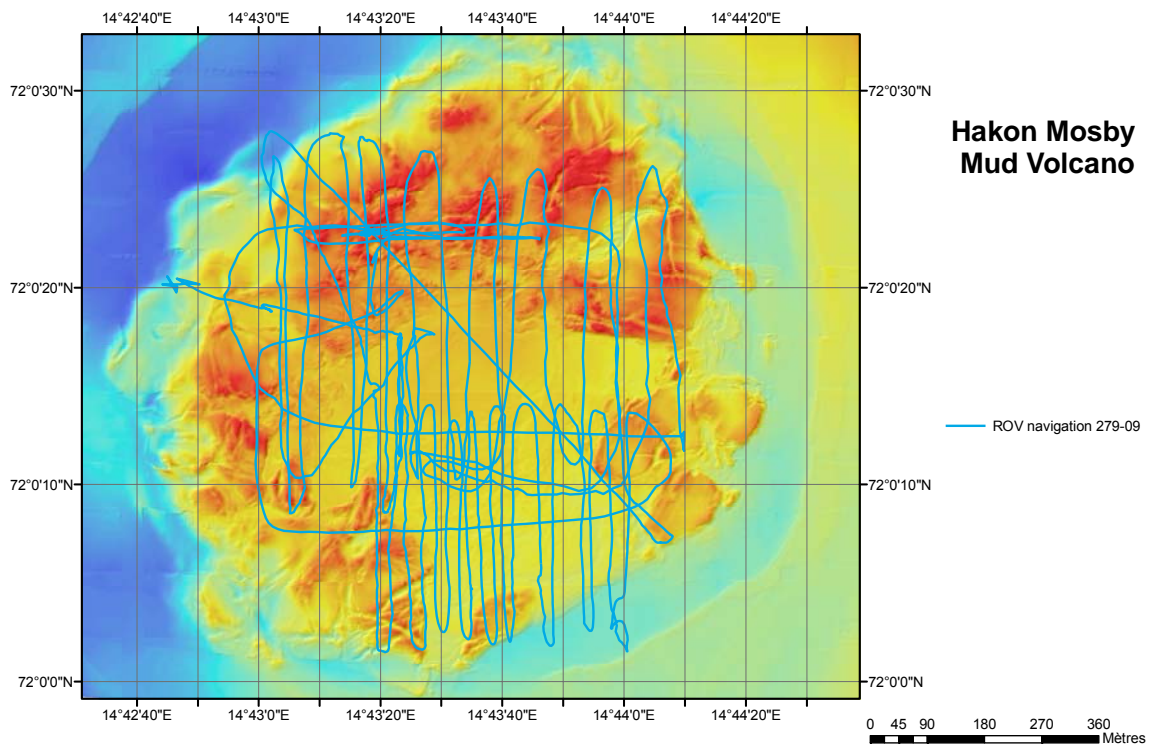 14°42'40"E 14°43'0"E 14°43'20"E 14°43'40"E 14°44'0"E 14°44'20"E
72°0'30"N 72°0'30"N
Hakon Mosby
Mud Volcano
72°0'20"N 72°0'20"N
ROV navigation 279-09
72°0'10"N 72°0'10"N
72°0'0"N 72°0'0"N
14°42'40"E 14°43'0"E 14°43'20"E 14°43'40"E 14°44'0"E 14°44'20"E
0 45 90 180 270 360
Mètres